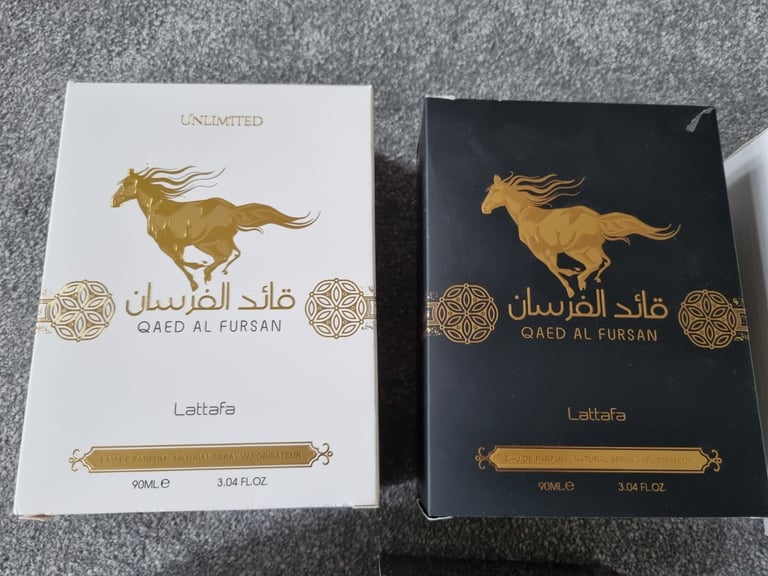 UNLIMITED
قائد الفرسان
QAED AL FURSAN
Lattafa
EAU DE PARFUM - NATURAL SPRAY VAPORISATEUR
90ML.e
3.04 FL.OZ.
قائد الفرسان
QAED AL FURSAN
Lattafa
EAU DE PARFUM - NATURAL SPRAY VAPORISATEUR
90ML.e
3.04 FL.OZ.